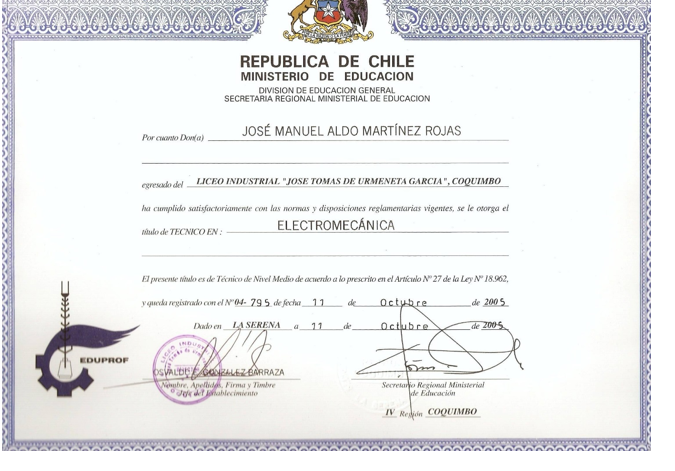 REPUBLICA DE CHILE
MINISTERIO DE EDUCACION
DIVISION DE EDUCACION GENERAL
SECRETARIA REGIONAL MINISTERIAL DE EDUCACION
Por cuanto Don(a) JOSÉ MANUEL ALDO MARTÍNEZ ROJAS
egresado del LICEO INDUSTRIAL "JOSE TOMAS DE URMENETA GARCIA", COQUIMBO
ha cumplido satisfactoriamente con las normas y disposiciones reglamentarias vigentes, se le otorga el
título de TECNICO EN : ELECTROMECÁNICA
El presente título es de Técnico de Nivel Medio de acuerdo a lo prescrito en el Artículo Nº 27 de la Ley Nº 18.962,
y queda registrado con el Nº 04- 795 de fecha 11 de Octubre de 2005
Dado en LA SERENA a 11 de Octubre de 2005
EDUPROF
LICEO INDUS
OSVALDO GONZALEZ BARRAZA
Nombre, Apellidos, Firma y Timbre
Jefe del Establecimiento
Secretario Regional Ministerial
de Educación
IV Región COQUIMBO